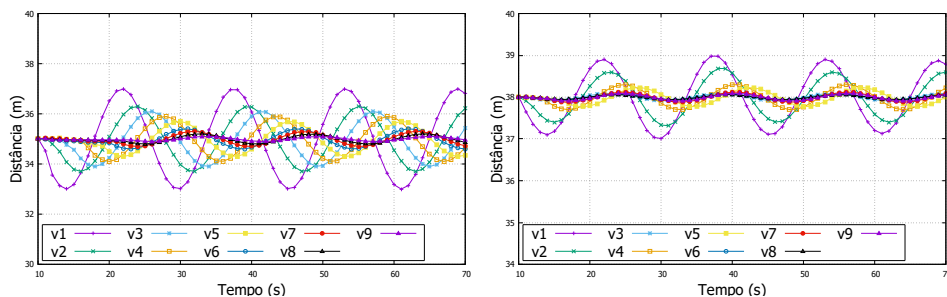 40
38
36
34
32
30
Distância (m)
v1 v3 v5 v7 v9
v2 v4 v6 v8
10 20 30 40 50 60 70
Tempo (s)
40
39
38
37
36
35
34
Distância (m)
v1 v3 v5 v7 v9
v2 v4 v6 v8
10 20 30 40 50 60 7
Tempo (s)